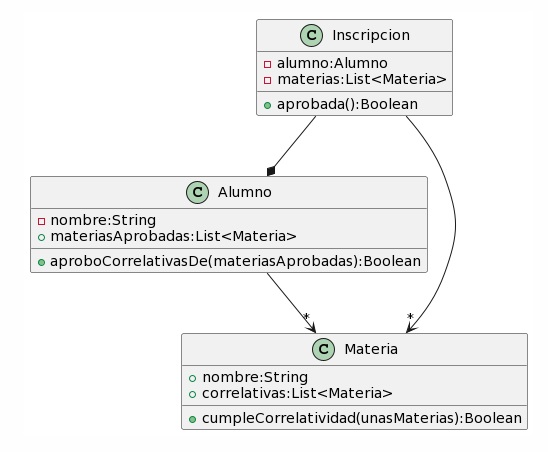 C Inscripcion
alumno:Alumno
materias:List<Materia>
aprobada():Boolean
C Alumno
nombre:String
materiasAprobadas:List<Materia>
aproboCorrelativasDe(materiasAprobadas):Boolean
* *
C Materia
nombre:String
correlativas:List<Materia>
cumpleCorrelatividad(unasMaterias):Boolean